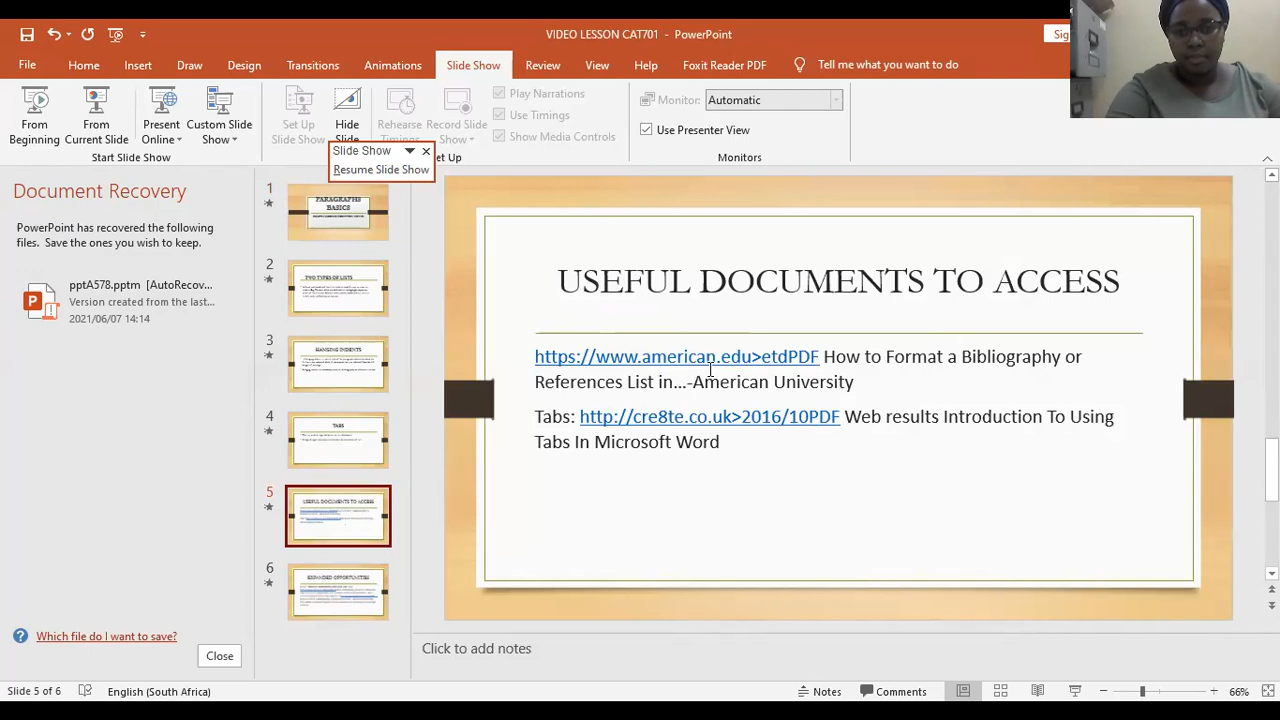 VIDEO LESSON CAT701 - PowerPoint
File Home Insert Draw Design Transitions Animations Slide Show Review View Help Foxit Reader PDF Tell me what you want to do
From Beginning
From Current Slide
Present Online
Custom Slide Show
Start Slide Show
Set Up Slide Show
Hide Slide
Rehearse Timings
Record Slide Show
Play Narrations
Use Timings
Show Media Controls
Monitor: Automatic
Use Presenter View
Monitors
Slide Show
Resume Slide Show
Document Recovery
PowerPoint has recovered the following
files. Save the ones you wish to keep.
pptA578.pptm [AutoRecov...
Version created from the last...
2021/06/07 14:14
Which file do I want to save?
Close
1
PARAGRAPHS
BASICS
2
TWO TYPES OF LISTS
3
HANGING INDENTS
4
TABS
5
USEFUL DOCUMENTS TO ACCESS
6
EXPANDED OPPORTUNITIES
USEFUL DOCUMENTS TO ACCESS
https://www.american.edu>etdPDF How to Format a Bibliography or
References List in...-American University
Tabs: http://cre8te.co.uk>2016/10PDF Web results Introduction To Using
Tabs In Microsoft Word
Click to add notes
Slide 5 of 6 English (South Africa) Notes Comments 66%